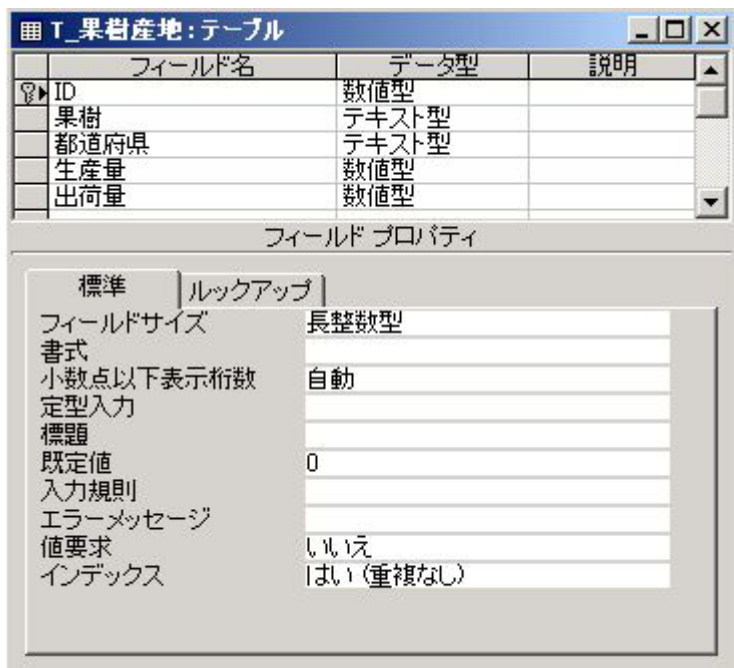 T_果樹産地:テーブル
フィールド名 データ型 説明
ID 数値型
果樹 テキスト型
都道府県 テキスト型
生産量 数値型
出荷量 数値型
フィールド プロパティ
標準 ルックアップ
フィールドサイズ 長整数型
書式
小数点以下表示桁数 自動
定型入力
標題
既定値 0
入力規則
エラーメッセージ
値要求 いいえ
インデックス はい(重複なし)